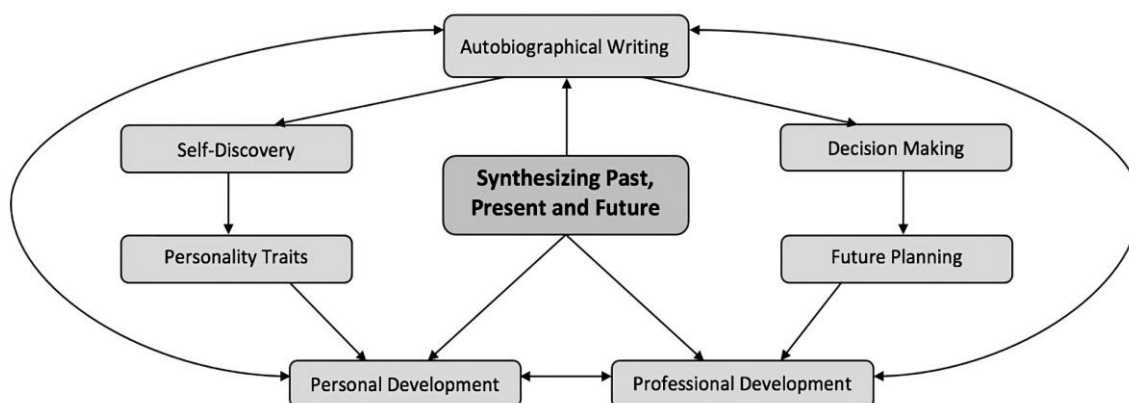 Autobiographical Writing
Self-Discovery
Decision Making
Synthesizing Past,
Present and Future
Personality Traits
Future Planning
Personal Development
Professional Development